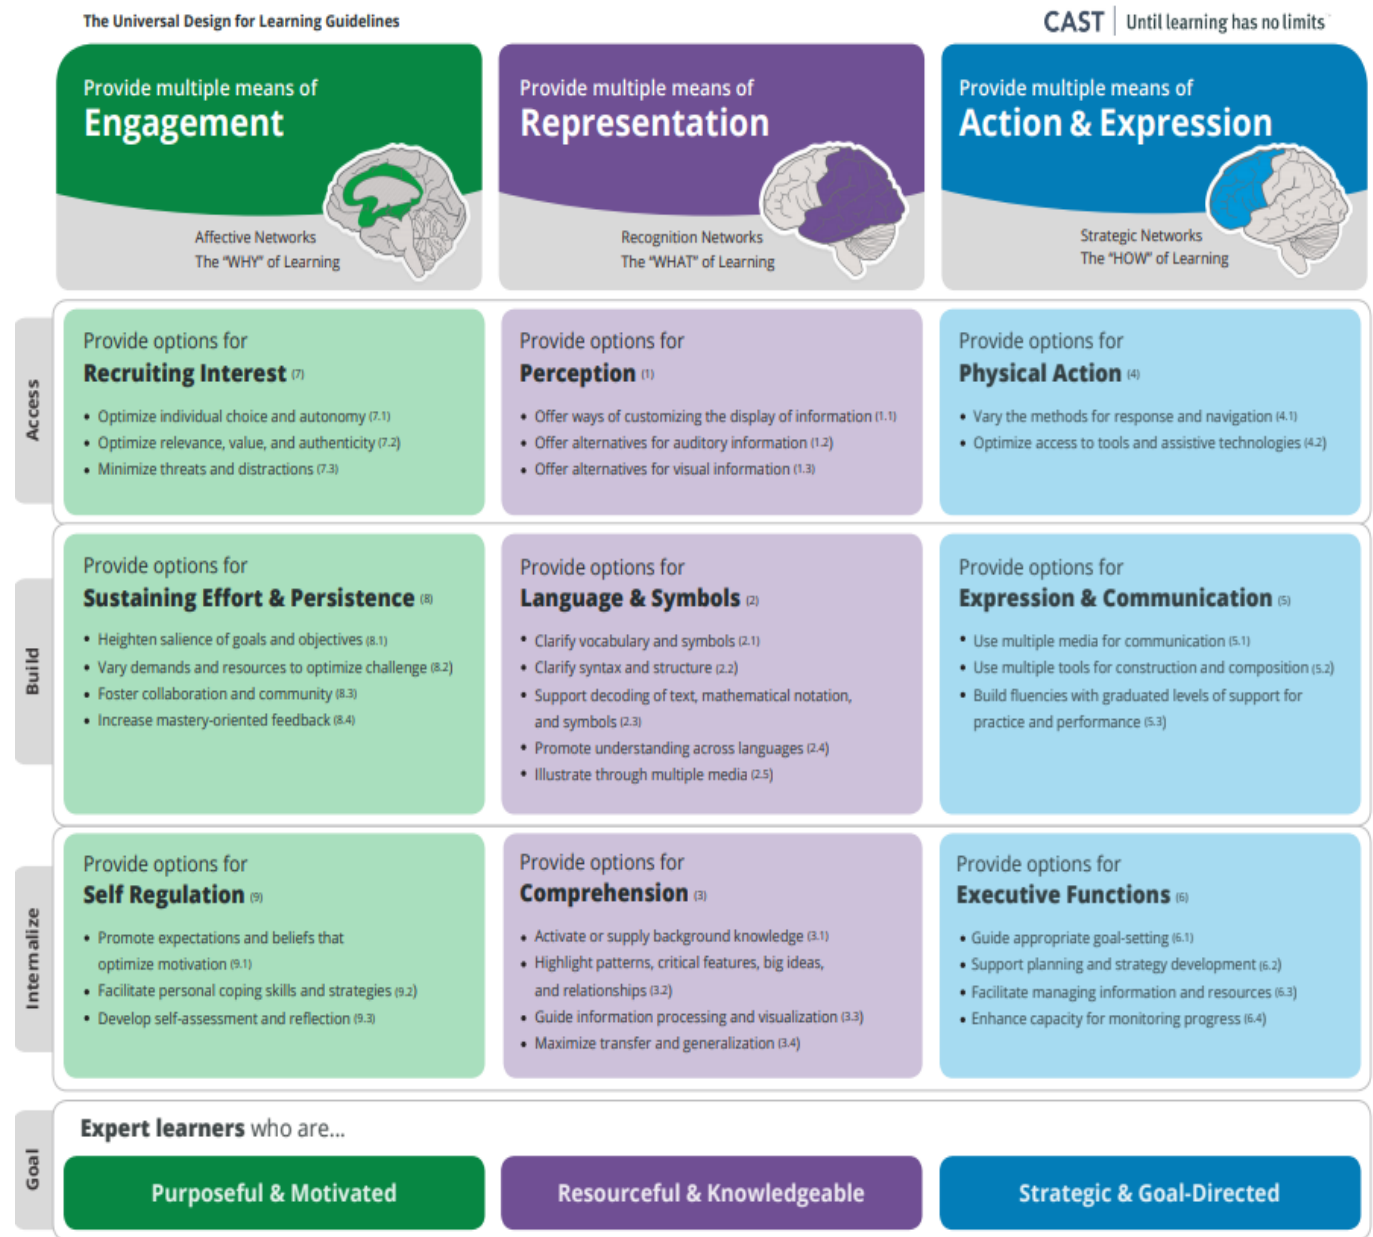 The Universal Design for Learning Guidelines
CAST | Until learning has no limits
Provide multiple means of
Engagement
Affective Networks
The "WHY" of Learning
Provide multiple means of
Representation
Recognition Networks
The "WHAT" of Learning
Provide multiple means of
Action & Expression
Strategic Networks
The "HOW" of Learning
Access
Provide options for
Recruiting Interest (7)
• Optimize individual choice and autonomy (7.1)
• Optimize relevance, value, and authenticity (7.2)
• Minimize threats and distractions (7.3)
Provide options for
Perception (1)
• Offer ways of customizing the display of information (1.1)
• Offer alternatives for auditory information (1.2)
• Offer alternatives for visual information (1.3)
Provide options for
Physical Action (4)
• Vary the methods for response and navigation (4.1)
• Optimize access to tools and assistive technologies (4.2)
Build
Provide options for
Sustaining Effort & Persistence (8)
• Heighten salience of goals and objectives (8.1)
• Vary demands and resources to optimize challenge (8.2)
• Foster collaboration and community (8.3)
• Increase mastery-oriented feedback (8.4)
Provide options for
Language & Symbols (2)
• Clarify vocabulary and symbols (2.1)
• Clarify syntax and structure (2.2)
• Support decoding of text, mathematical notation,
and symbols (2.3)
• Promote understanding across languages (2.4)
• Illustrate through multiple media (2.5)
Provide options for
Expression & Communication (5)
• Use multiple media for communication (5.1)
• Use multiple tools for construction and composition (5.2)
• Build fluencies with graduated levels of support for
practice and performance (5.3)
Internalize
Provide options for
Self Regulation (9)
• Promote expectations and beliefs that
optimize motivation (9.1)
• Facilitate personal coping skills and strategies (9.2)
• Develop self-assessment and reflection (9.3)
Provide options for
Comprehension (3)
• Activate or supply background knowledge (3.1)
• Highlight patterns, critical features, big ideas,
and relationships (3.2)
• Guide information processing and visualization (3.3)
• Maximize transfer and generalization (3.4)
Provide options for
Executive Functions (6)
• Guide appropriate goal-setting (6.1)
• Support planning and strategy development (6.2)
• Facilitate managing information and resources (6.3)
• Enhance capacity for monitoring progress (6.4)
Goal
Expert learners who are...
Purposeful & Motivated
Resourceful & Knowledgeable
Strategic & Goal-Directed